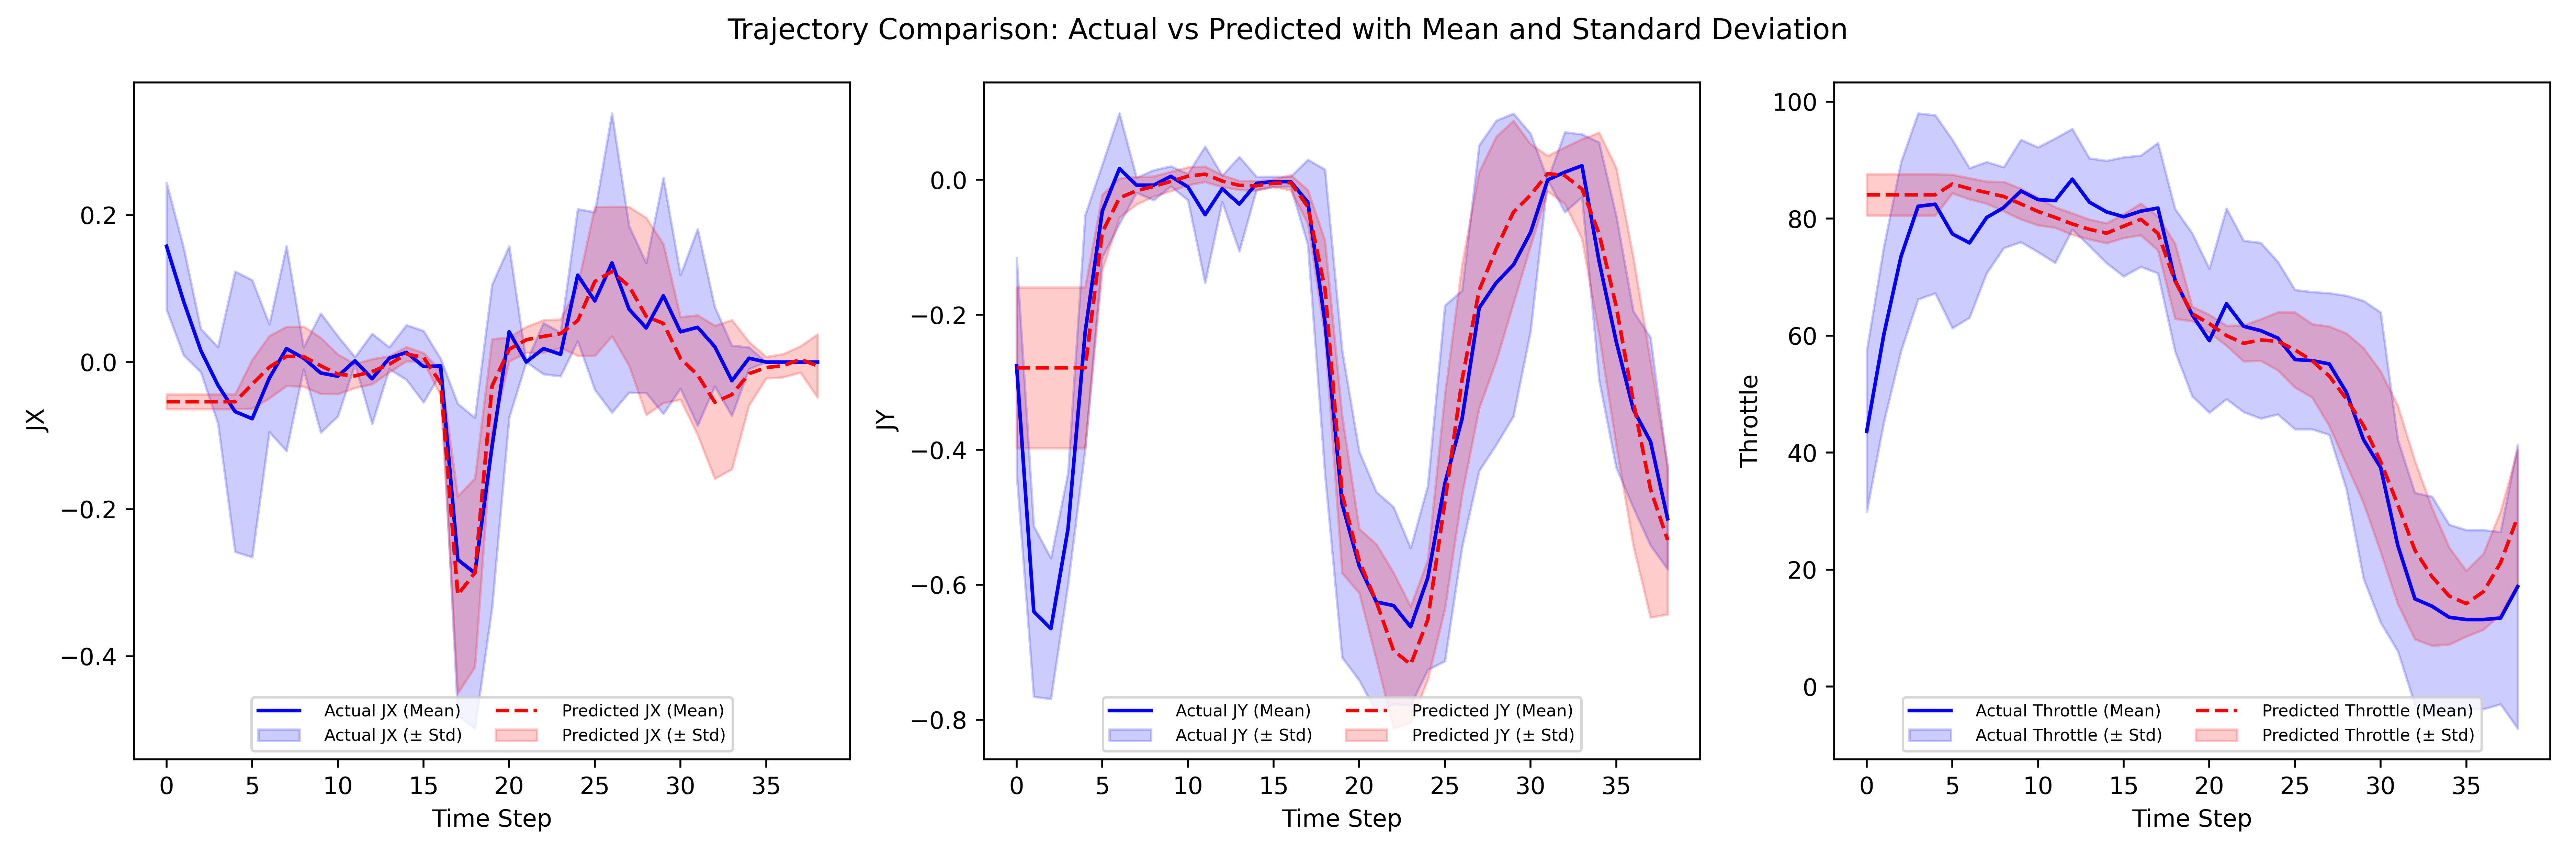 Trajectory Comparison: Actual vs Predicted with Mean and Standard Deviation
JX
0.2
0.0
−0.2
−0.4
Actual JX (Mean)
Actual JX (± Std)
Predicted JX (Mean)
Predicted JX (± Std)
0 5 10 15 20 25 30 35
Time Step
JY
0.0
−0.2
−0.4
−0.6
−0.8
Actual JY (Mean)
Actual JY (± Std)
Predicted JY (Mean)
Predicted JY (± Std)
0 5 10 15 20 25 30 35
Time Step
Throttle
100
80
60
40
20
0
Actual Throttle (Mean)
Actual Throttle (± Std)
Predicted Throttle (Mean)
Predicted Throttle (± Std)
0 5 10 15 20 25 30 35
Time Step